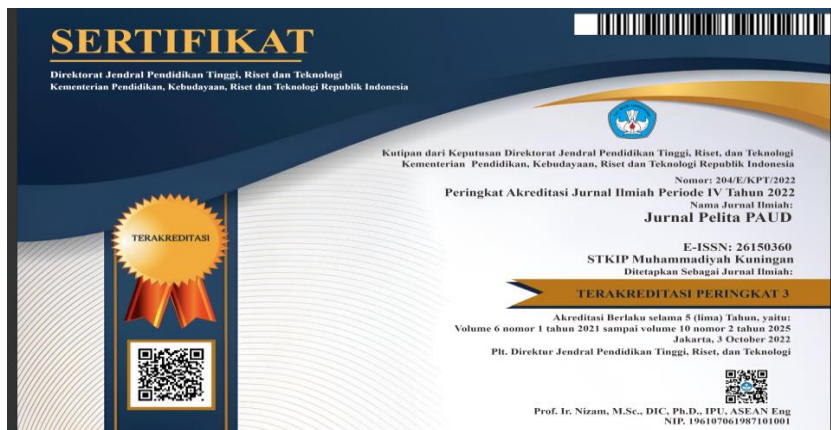 SERTIFIKAT
Direktorat Jendral Pendidikan Tinggi, Riset dan Teknologi
Kementerian Pendidikan, Kebudayaan, Riset dan Teknologi Republik Indonesia
Kutipan dari Keputusan Direktorat Jendral Pendidikan Tinggi, Riset, dan Teknologi
Kementerian Pendidikan, Kebudayaan, Riset dan Teknologi Republik Indonesia
Nomor: 204/E/KPT/2022
Peringkat Akreditasi Jurnal Ilmiah Periode IV Tahun 2022
Nama Jurnal Ilmiah:
Jurnal Pelita PAUD
E-ISSN: 26150360
STKIP Muhammadiyah Kuningan
Ditetapkan Sebagai Jurnal Ilmiah:
TERAKREDITASI PERINGKAT 3
Akreditasi Berlaku selama 5 (lima) Tahun, yaitu:
Volume 6 nomor 1 tahun 2021 sampai volume 10 nomor 2 tahun 2025
Jakarta, 3 October 2022
Plt. Direktur Jendral Pendidikan Tinggi, Riset, dan Teknologi
Prof. Ir. Nizam, M.Sc., DIC, Ph.D., IPU, ASEAN Eng
NIP. 196107061987101001
TERAKREDITASI